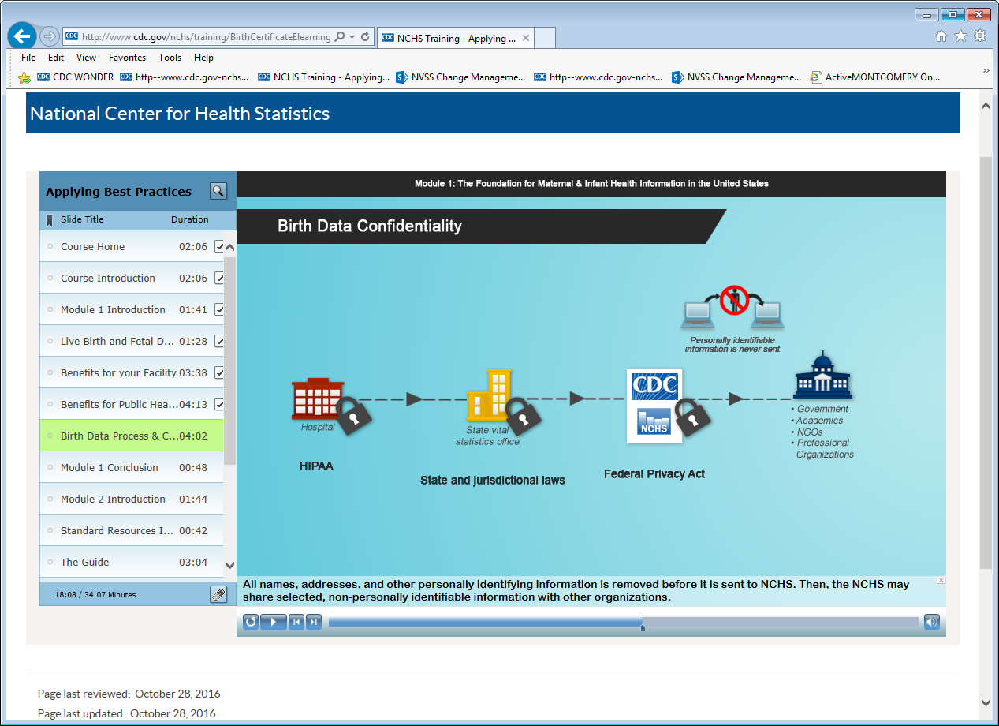 http://www.cdc.gov/nchs/training/BirthCertificateElearning
CDC
CDC NCHS Training - Applying ...
File Edit View Favorites Tools Help
CDC CDC WONDER CDC http--www.cdc.gov-nchs... CDC NCHS Training - Applying... NVSS Change Manageme... CDC http--www.cdc.gov-nchs... NVSS Change Manageme... ActiveMONTGOMERY On...
National Center for Health Statistics
Applying Best Practices
Slide Title Duration
Course Home 02:06
Course Introduction 02:06
Module 1 Introduction 01:41
Live Birth and Fetal D... 01:28
Benefits for your Facility 03:38
Benefits for Public Hea... 04:13
Birth Data Process & C... 04:02
Module 1 Conclusion 00:48
Module 2 Introduction 01:44
Standard Resources I... 00:42
The Guide 03:04
18:08 / 34:07 Minutes
Module 1: The Foundation for Maternal & Infant Health Information in the United States
Birth Data Confidentiality
Personally identifiable
information is never sent
Hospital
HIPAA
State vital
statistics office
State and jurisdictional laws
CDC
NCHS
Federal Privacy Act
• Government
• Academics
• NGOs
• Professional
Organizations
All names, addresses, and other personally identifying information is removed before it is sent to NCHS. Then, the NCHS may
share selected, non-personally identifiable information with other organizations.
Page last reviewed: October 28, 2016
Page last updated: October 28, 2016